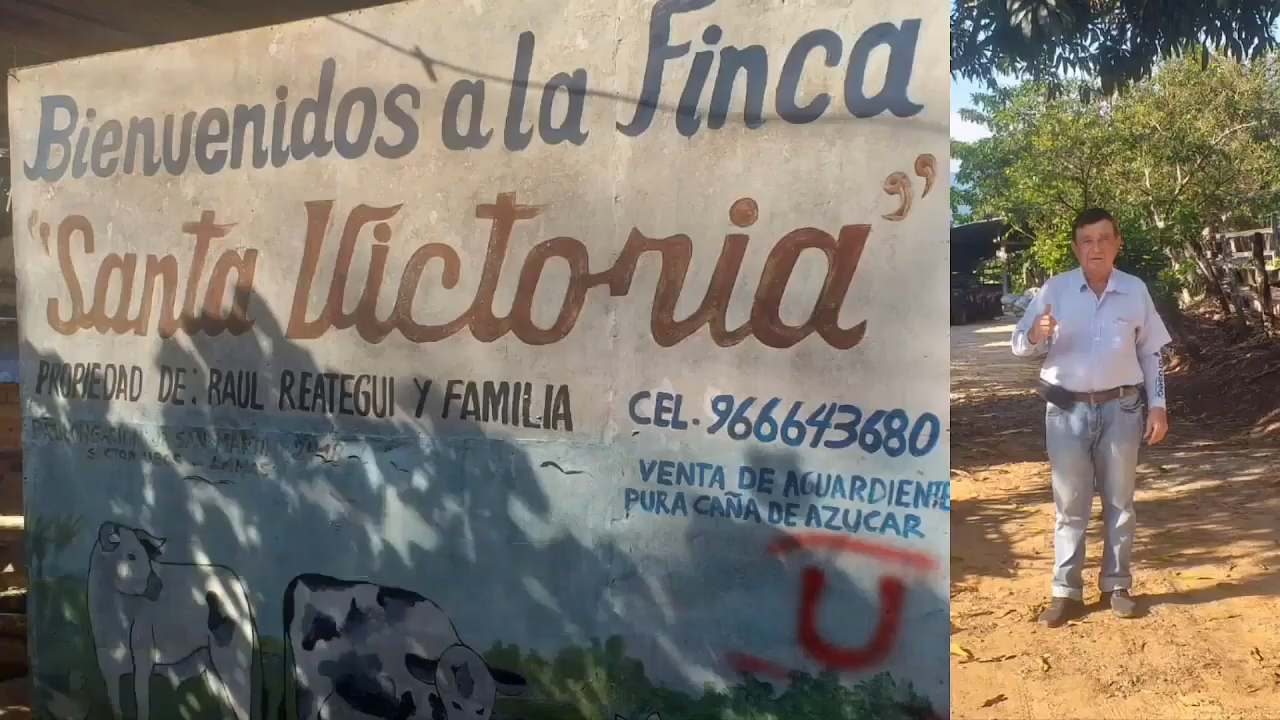 Bienvenidos a la Finca
"Santa Victoria"
PROPIEDAD DE: RAUL REATEGUI Y FAMILIA
CEL. 966643680
VENTA DE AGUARDIENTE
PURA CAÑA DE AZUCAR
U